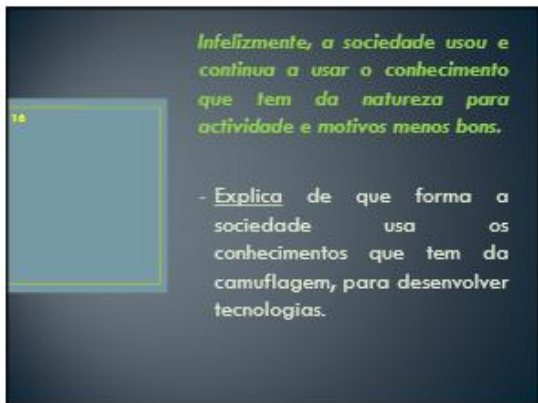 Infelizmente, a sociedade usou e
continua a usar o conhecimento
que tem da natureza para
actividade e motivos menos bons.
16
- Explica de que forma a
sociedade usa os
conhecimentos que tem da
camuflagem, para desenvolver
tecnologias.